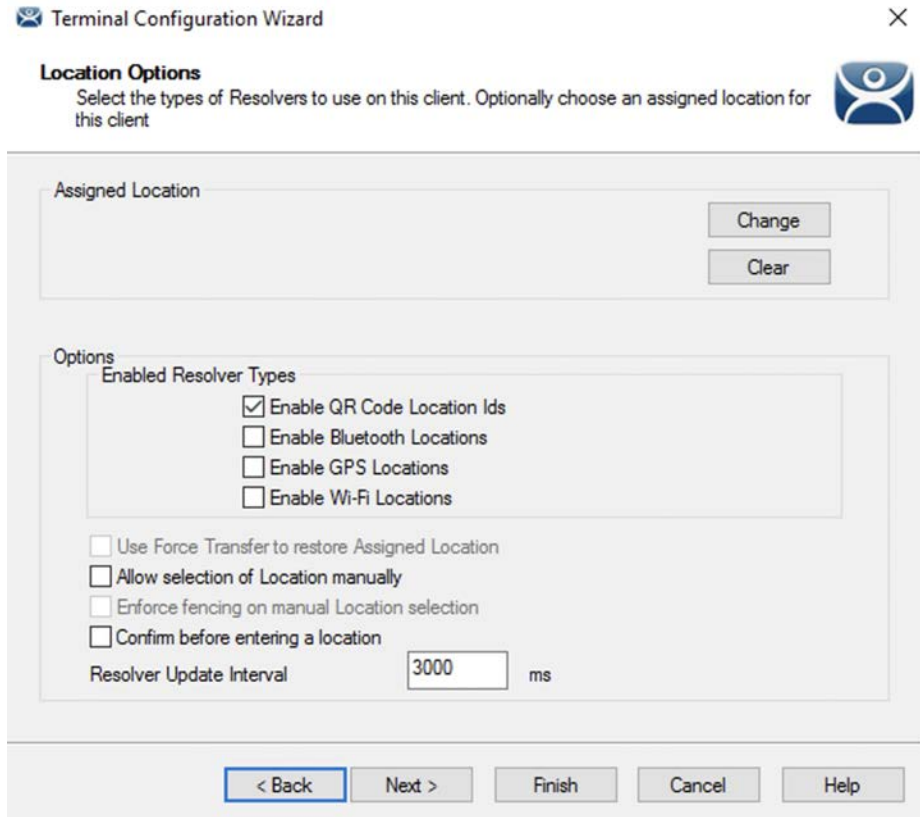 Terminal Configuration Wizard
Location Options
Select the types of Resolvers to use on this client. Optionally choose an assigned location for
this client
Assigned Location
Change
Clear
Options
Enabled Resolver Types
Enable QR Code Location Ids
Enable Bluetooth Locations
Enable GPS Locations
Enable Wi-Fi Locations
Use Force Transfer to restore Assigned Location
Allow selection of Location manually
Enforce fencing on manual Location selection
Confirm before entering a location
Resolver Update Interval 3000 ms
< Back Next > Finish Cancel Help